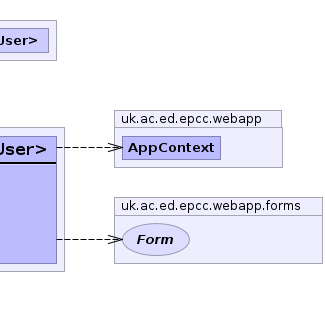 User>
uk.ac.ed.epcc.webapp
User>
AppContext
uk.ac.ed.epcc.webapp.forms
Form